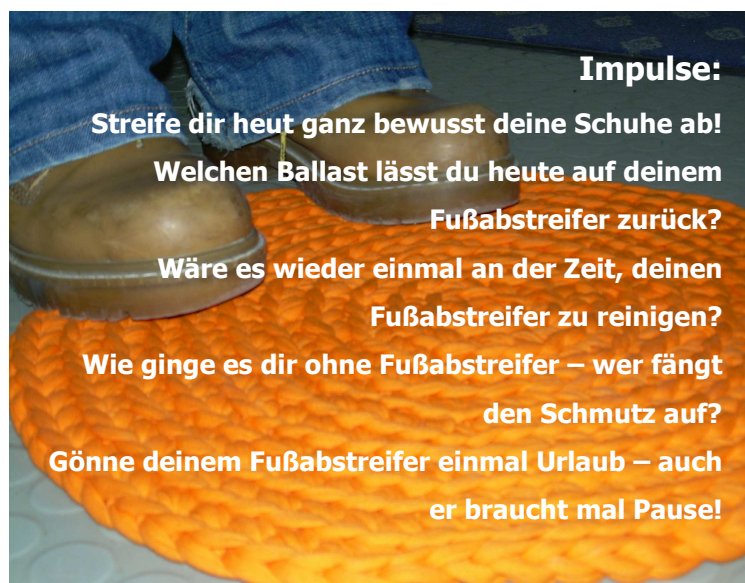 Impulse:
Streife dir heut ganz bewusst deine Schuhe ab!
Welchen Ballast lässt du heute auf deinem
Fußabstreifer zurück?
Wäre es wieder einmal an der Zeit, deinen
Fußabstreifer zu reinigen?
Wie ginge es dir ohne Fußabstreifer – wer fängt
den Schmutz auf?
Gönne deinem Fußabstreifer einmal Urlaub – auch
er braucht mal Pause!